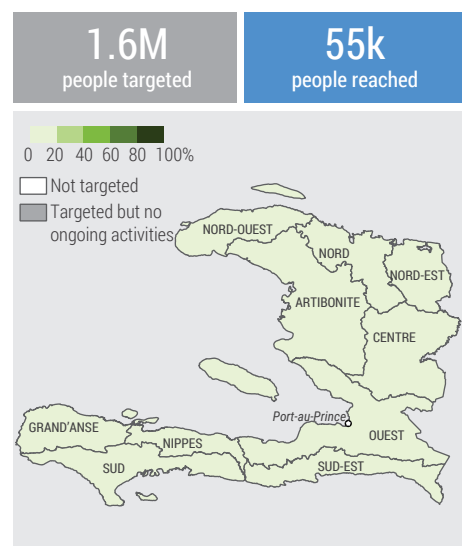 1.6M
people targeted
55k
people reached
0 20 40 60 80 100%
Not targeted
Targeted but no
ongoing activities
NORD-OUEST
NORD
NORD-EST
ARTIBONITE
CENTRE
Port-au-Prince
GRAND'ANSE
OUEST
NIPPES
SUD
SUD-EST